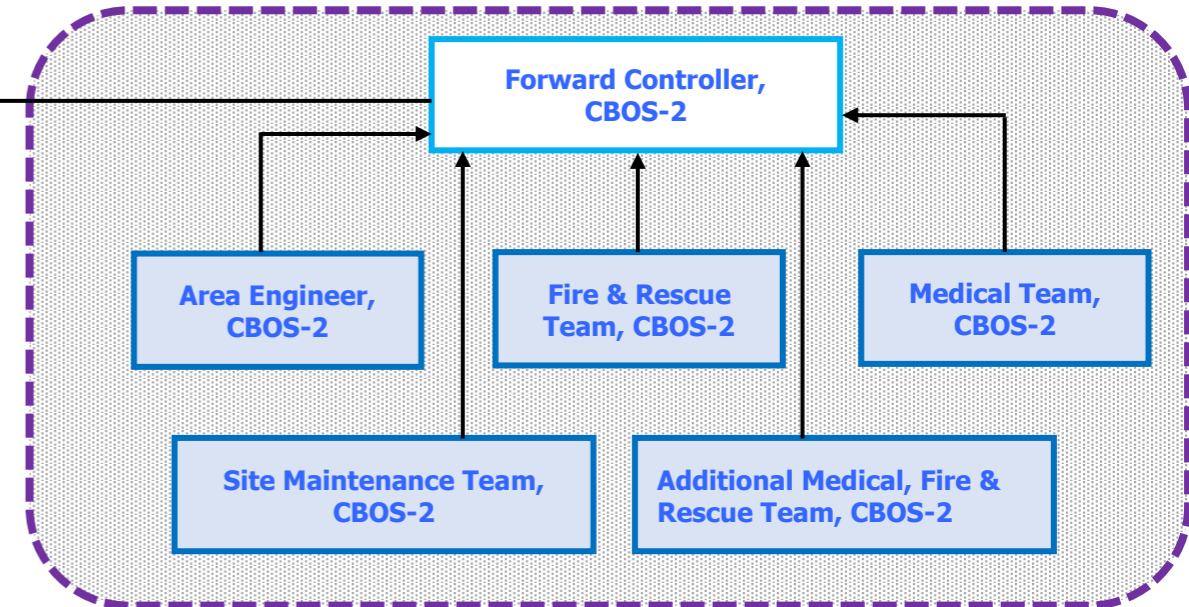 Forward Controller,
CBOS-2
Area Engineer,
CBOS-2
Fire & Rescue
Team, CBOS-2
Medical Team,
CBOS-2
Site Maintenance Team,
CBOS-2
Additional Medical, Fire &
Rescue Team, CBOS-2